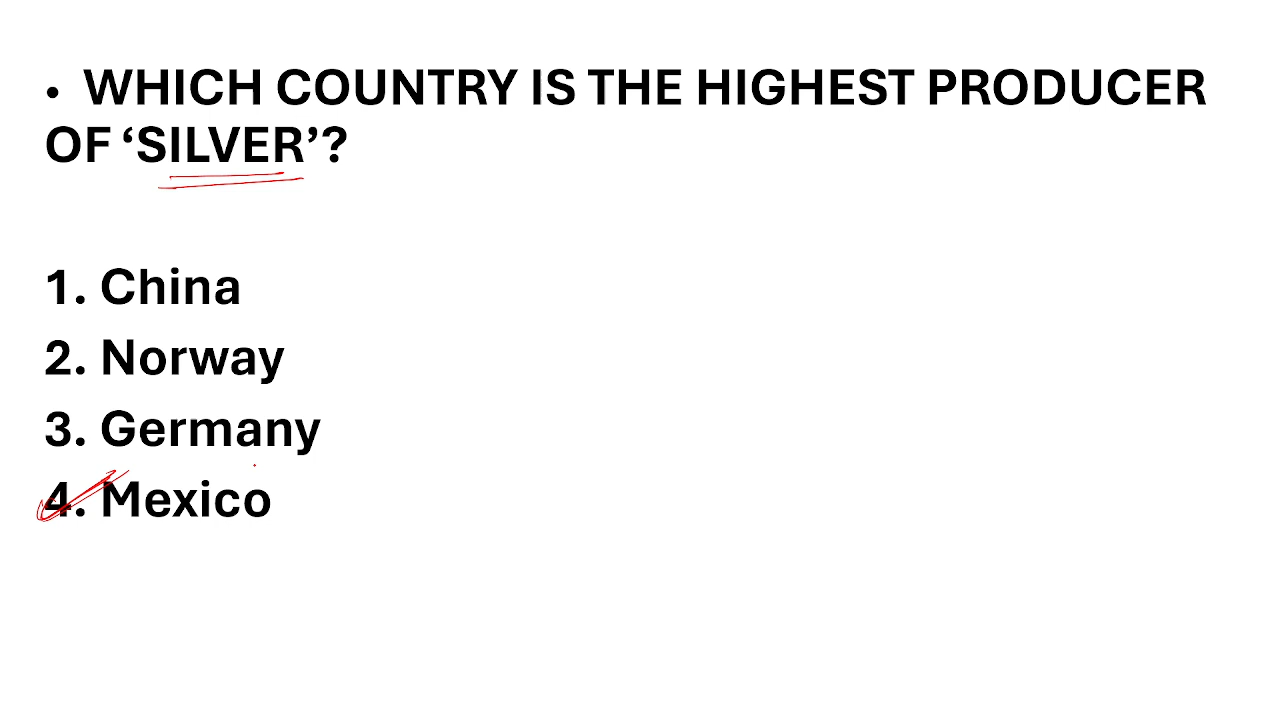 • WHICH COUNTRY IS THE HIGHEST PRODUCER
OF ‘SILVER’?
1. China
2. Norway
3. Germany
4. Mexico